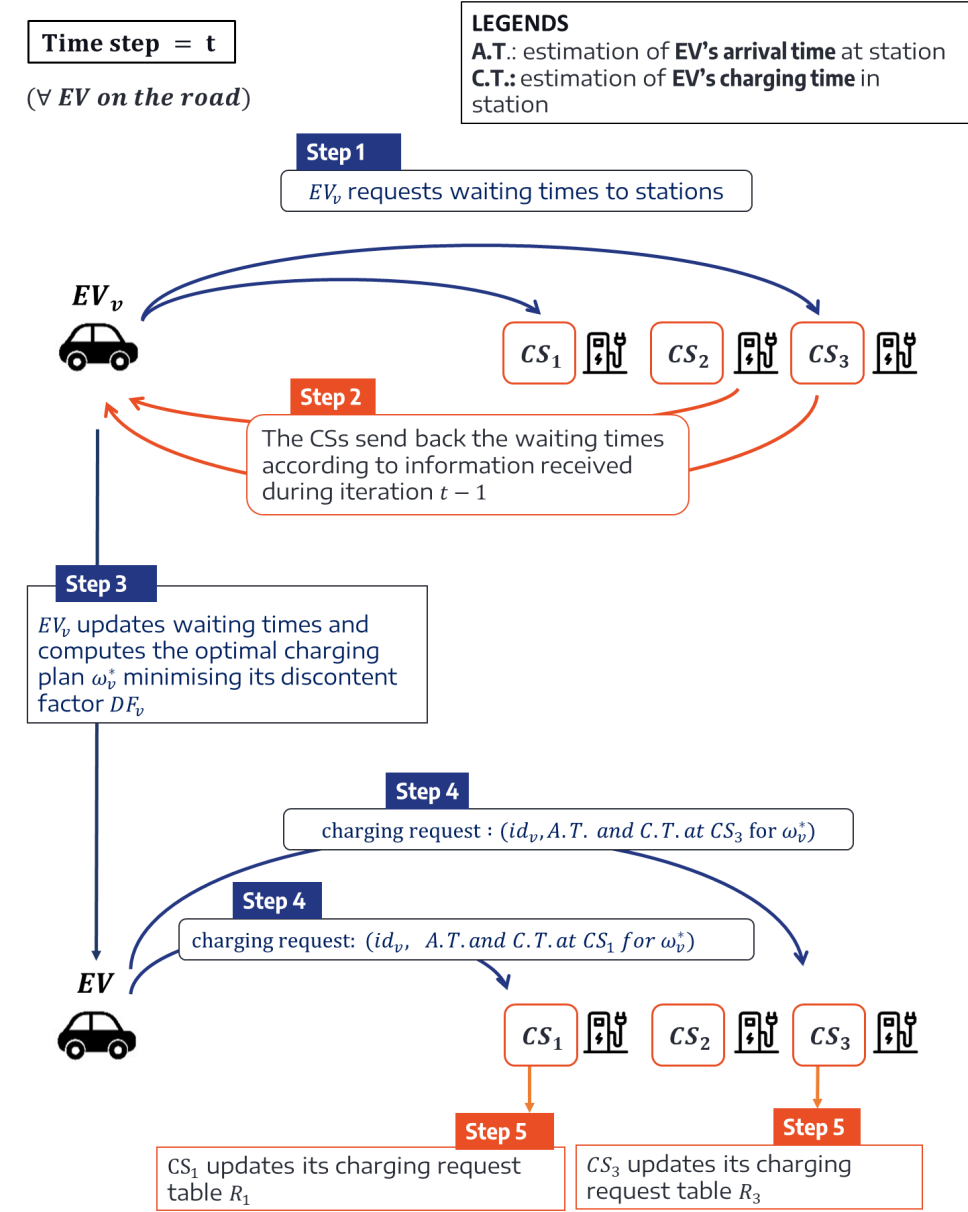 Time step = t
(∀ EV on the road)
LEGENDS
A.T.: estimation of EV's arrival time at station
C.T.: estimation of EV's charging time in
station
Step 1
EVᵥ requests waiting times to stations
EVᵥ
CS₁
CS₂
CS₃
Step 2
The CSs send back the waiting times
according to information received
during iteration t − 1
Step 3
EVᵥ updates waiting times and
computes the optimal charging
plan ωᵥ* minimising its discontent
factor DFᵥ
Step 4
charging request : (idᵥ, A.T. and C.T. at CS₃ for ωᵥ*)
Step 4
charging request: (idᵥ, A.T. and C.T. at CS₁ for ωᵥ*)
EV
CS₁
CS₂
CS₃
Step 5
CS₁ updates its charging request
table R₁
Step 5
CS₃ updates its charging
request table R₃